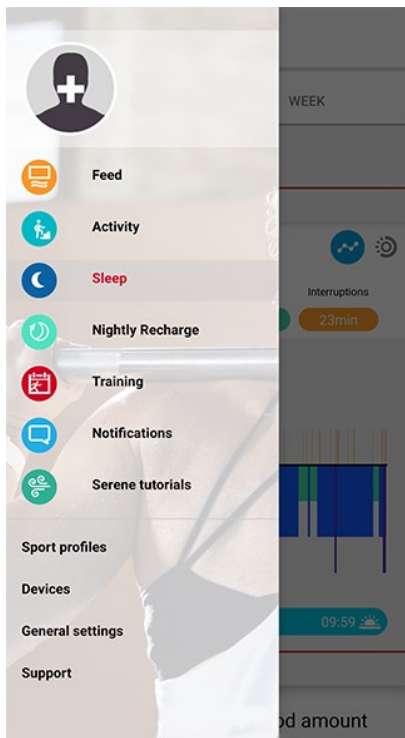 Feed
Activity
Sleep
Nightly Recharge
Training
Notifications
Serene tutorials
Sport profiles
Devices
General settings
Support
WEEK
Interruptions
23min
09:59
od amount